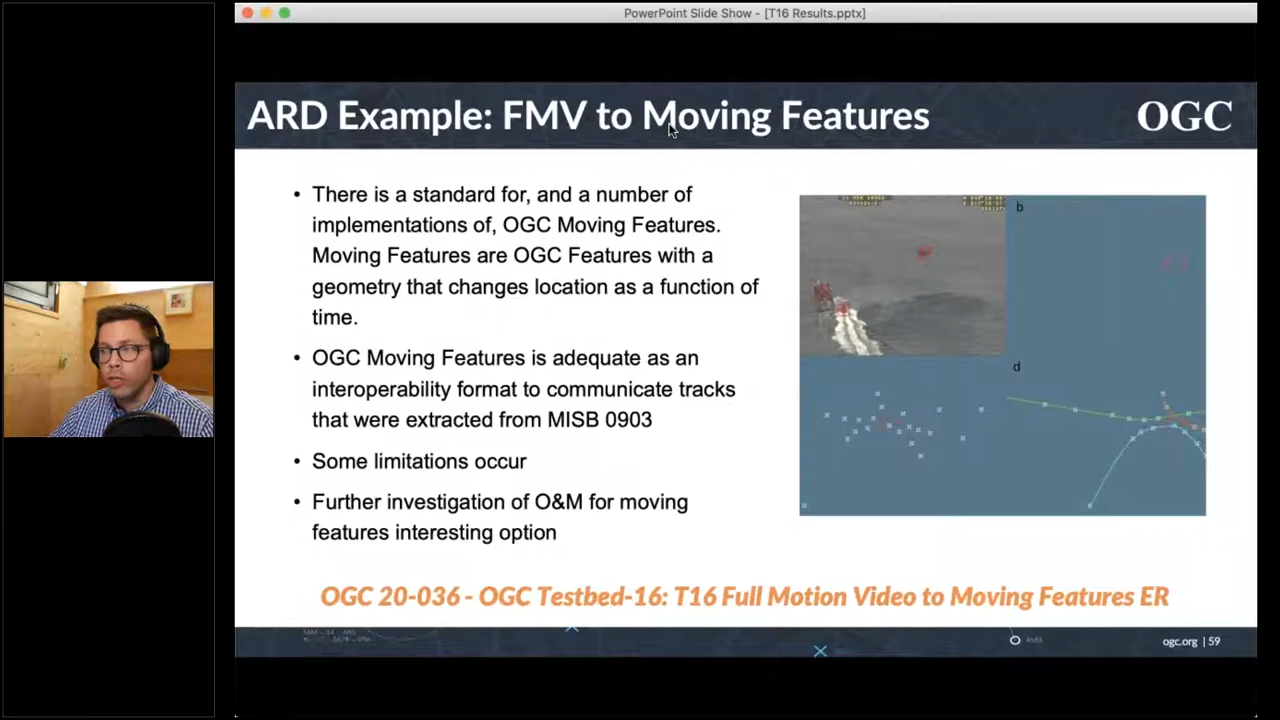 PowerPoint Slide Show - [T16 Results.pptx]
ARD Example: FMV to Moving Features
OGC
• There is a standard for, and a number of
implementations of, OGC Moving Features.
Moving Features are OGC Features with a
geometry that changes location as a function of
time.
• OGC Moving Features is adequate as an
interoperability format to communicate tracks
that were extracted from MISB 0903
• Some limitations occur
• Further investigation of O&M for moving
features interesting option
b
d
OGC 20-036 - OGC Testbed-16: T16 Full Motion Video to Moving Features ER
ogc.org | 59